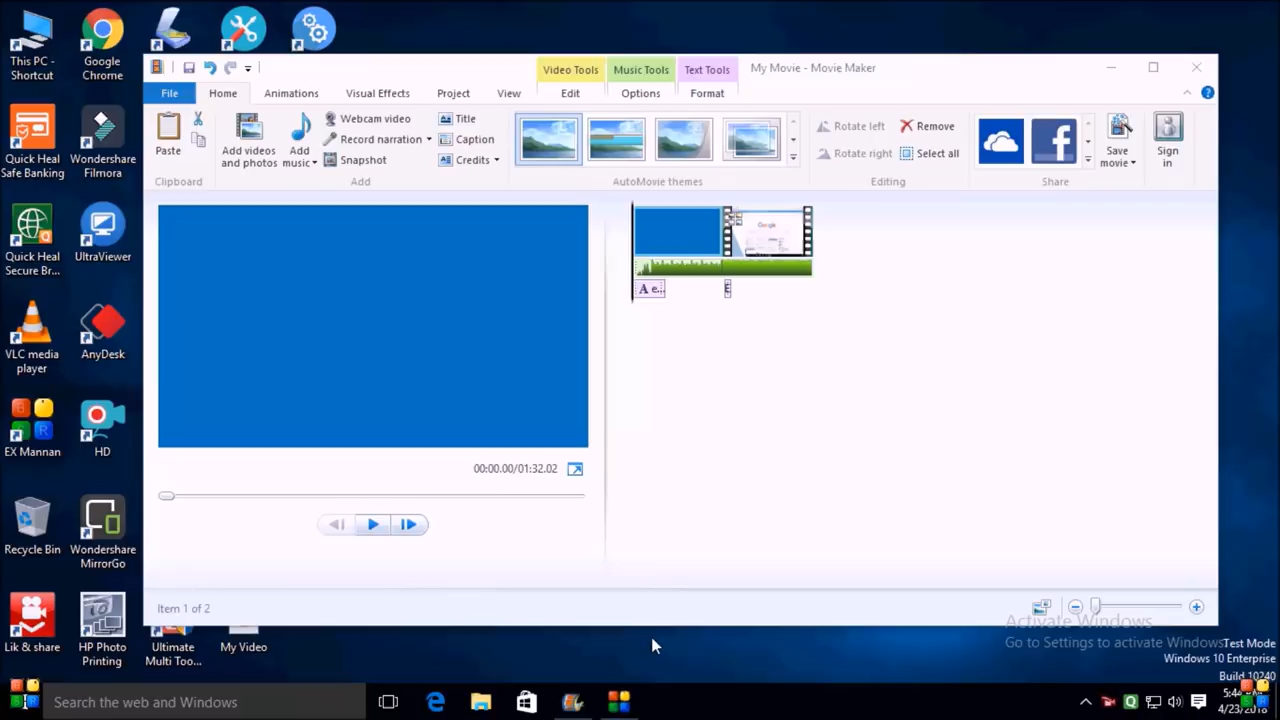 This PC -
Shortcut
Google
Chrome
Quick Heal
Safe Banking
Wondershare
Filmora
Quick Heal
Secure Br...
UltraViewer
VLC media
player
AnyDesk
EX Mannan
HD
Recycle Bin
Wondershare
MirrorGo
Lik & share
HP Photo
Printing
Ultimate
Multi Too...
My Video
Video Tools
Music Tools
Text Tools
My Movie - Movie Maker
File
Home
Animations
Visual Effects
Project
View
Edit
Options
Format
Paste
Clipboard
Add videos
and photos
Add
music
Webcam video
Record narration
Snapshot
Title
Caption
Credits
Add
AutoMovie themes
Rotate left
Rotate right
Remove
Select all
Editing
Share
Save
movie
Sign
in
Google
A e...
00:00.00/01:32.02
Item 1 of 2
Activate Windows
Go to Settings to activate Windows
Test Mode
Windows 10 Enterprise
Build 10240
Search the web and Windows
4/23/2018